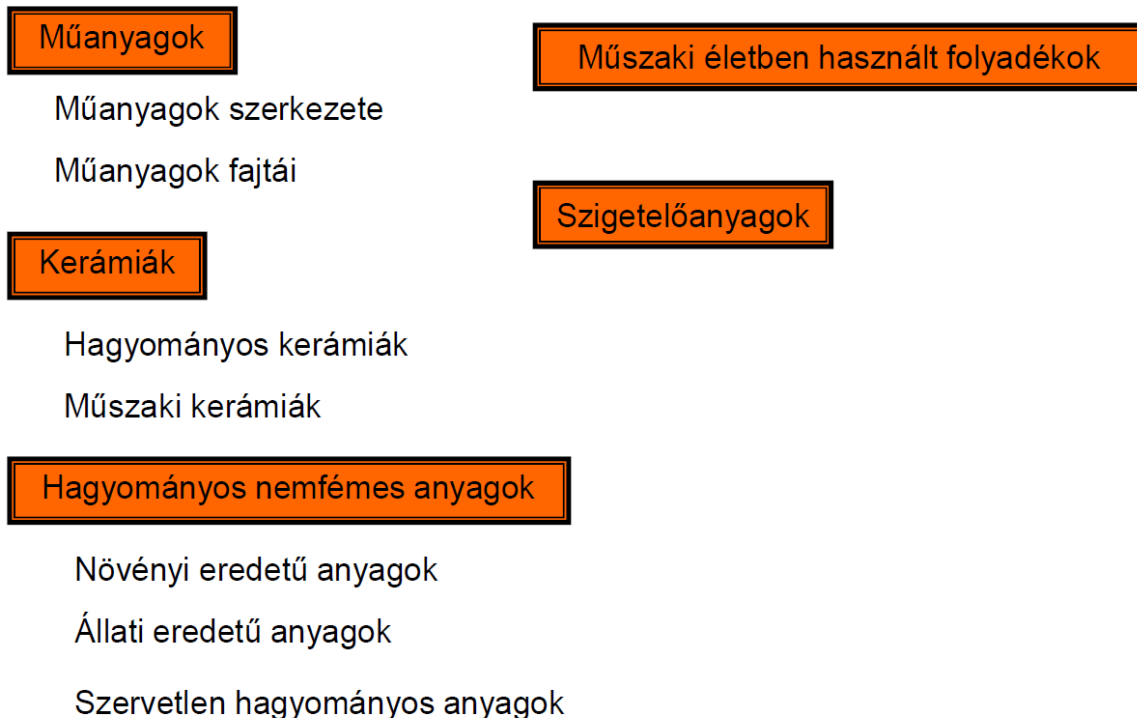 Műanyagok
Műanyagok szerkezete
Műanyagok fajtái
Kerámiák
Hagyományos kerámiák
Műszaki kerámiák
Hagyományos nemfémes anyagok
Növényi eredetű anyagok
Állati eredetű anyagok
Szervetlen hagyományos anyagok
Műszaki életben használt folyadékok
Szigetelőanyagok